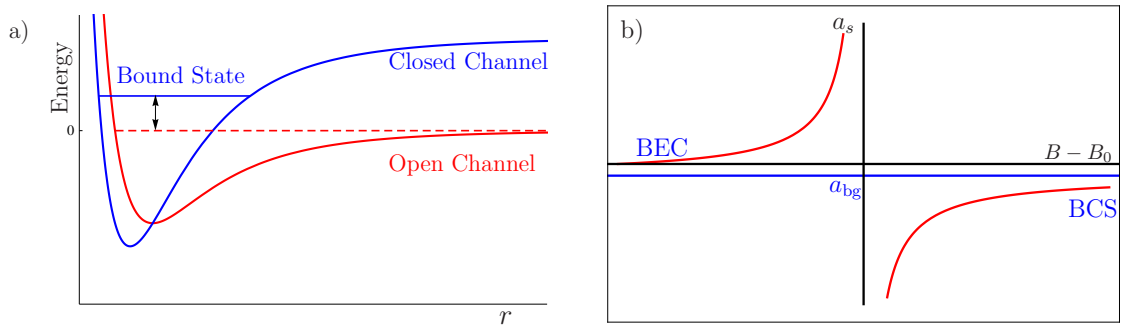 a)
Energy
0
Bound State
Closed Channel
Open Channel
r
b)
a_s
BEC
B − B_0
a_bg
BCS